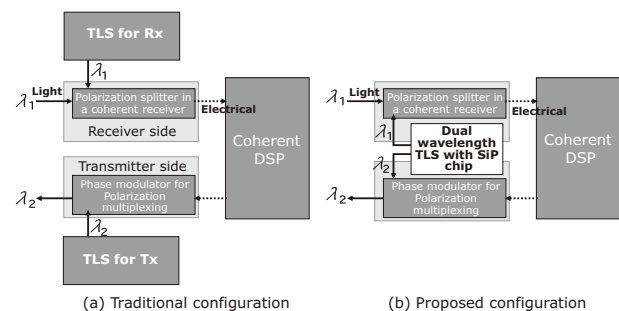 TLS for Rx
λ1
λ1
Light
Polarization splitter in
a coherent receiver
Electrical
Receiver side
Coherent
DSP
Transmitter side
Phase modulator for
Polarization
multiplexing
λ2
λ2
TLS for Tx
(a) Traditional configuration
λ1
Light
Polarization splitter in
a coherent receiver
Electrical
λ1
Dual
wavelength
TLS with SiP
chip
Coherent
DSP
λ2
Phase modulator for
Polarization
multiplexing
λ2
(b) Proposed configuration